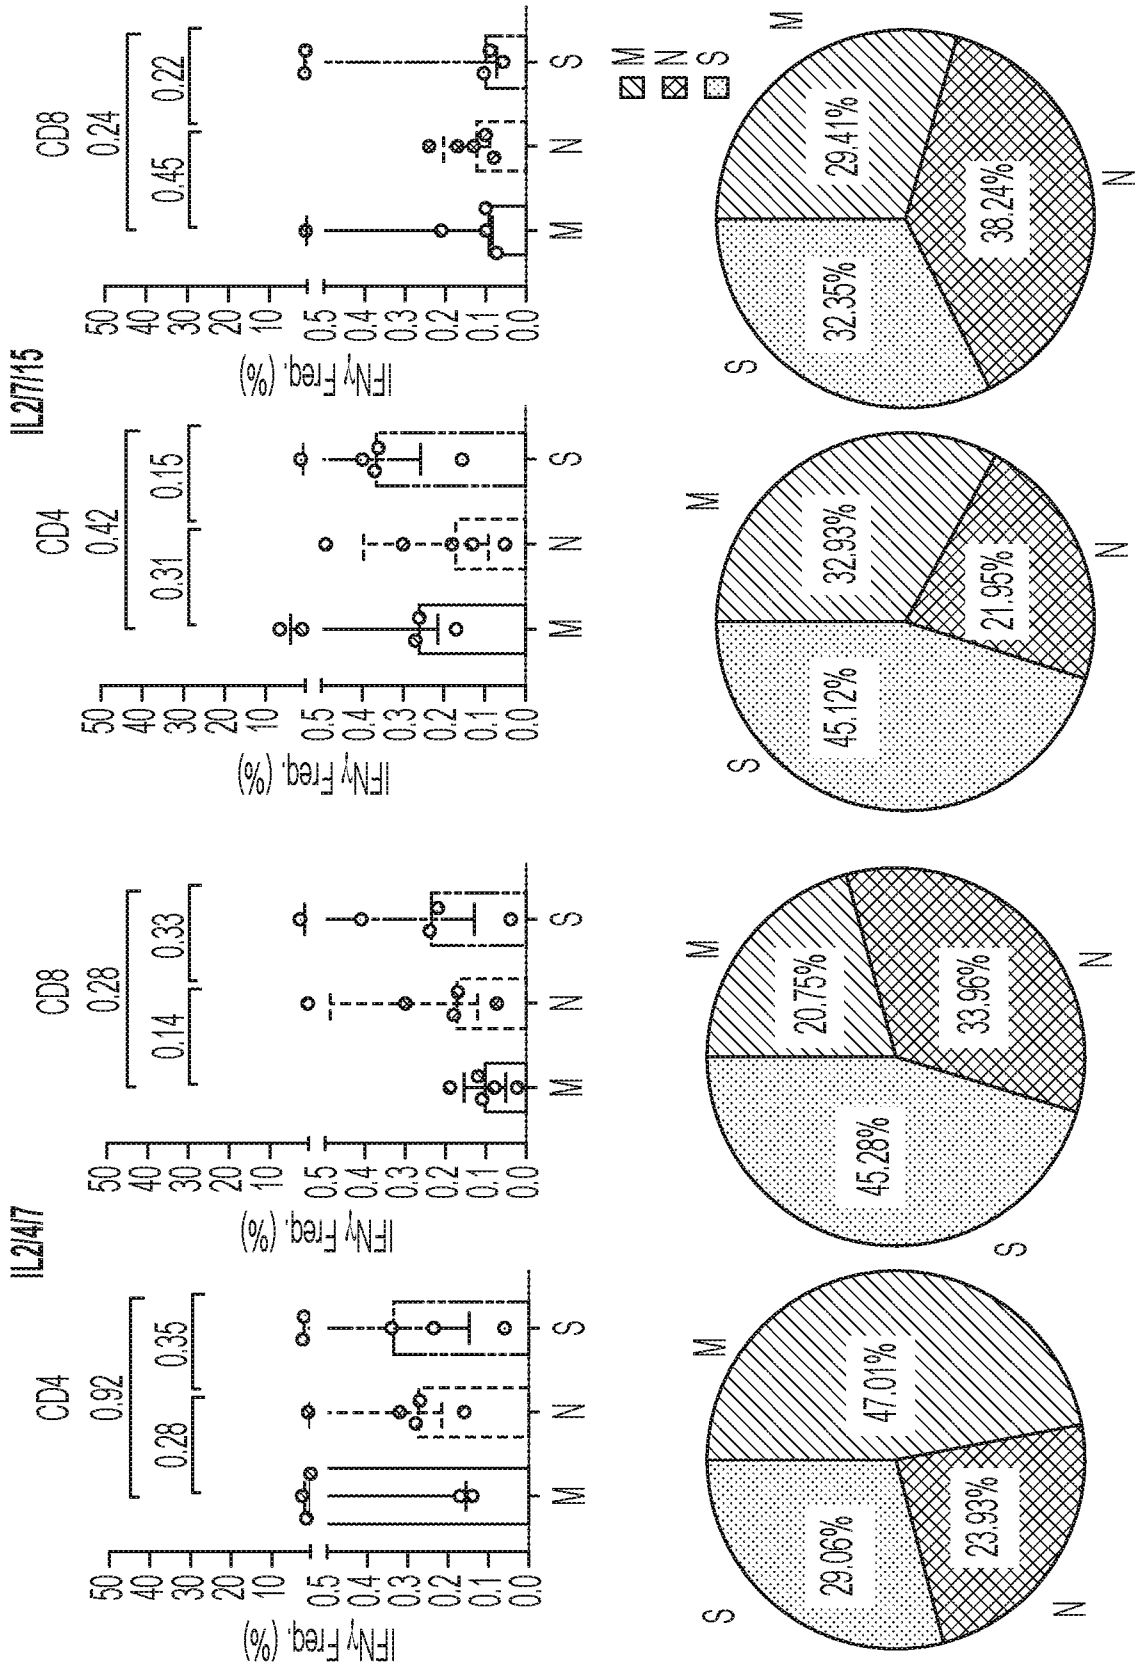 IL2/4/7
CD4
0.92
0.28 0.35
IFNγ Freq. (%)
50
40
30
20
10
0.5
0.3
0.2
0.1
0.0
M N S
CD8
0.28
0.14 0.33
IFNγ Freq. (%)
50
40
30
20
10
0.5
0.4
0.3
0.2
0.1
0.0
M N S
IL2/7/15
CD4
0.42
0.31 0.15
IFNγ Freq. (%)
50
40
30
20
10
0.5
0.4
0.3
0.2
0.1
0.0
M N S
CD8
0.24
0.45 0.22
IFNγ Freq. (%)
50
40
30
20
10
0.5
0.4
0.3
0.2
0.1
0.0
M N S
M
N
S
S M
29.06% 47.01%
23.93%
N
M
20.75%
45.28% 33.96%
S N
M
S
45.12% 32.93%
21.95%
N
M
S
32.35% 29.41%
38.24%
N